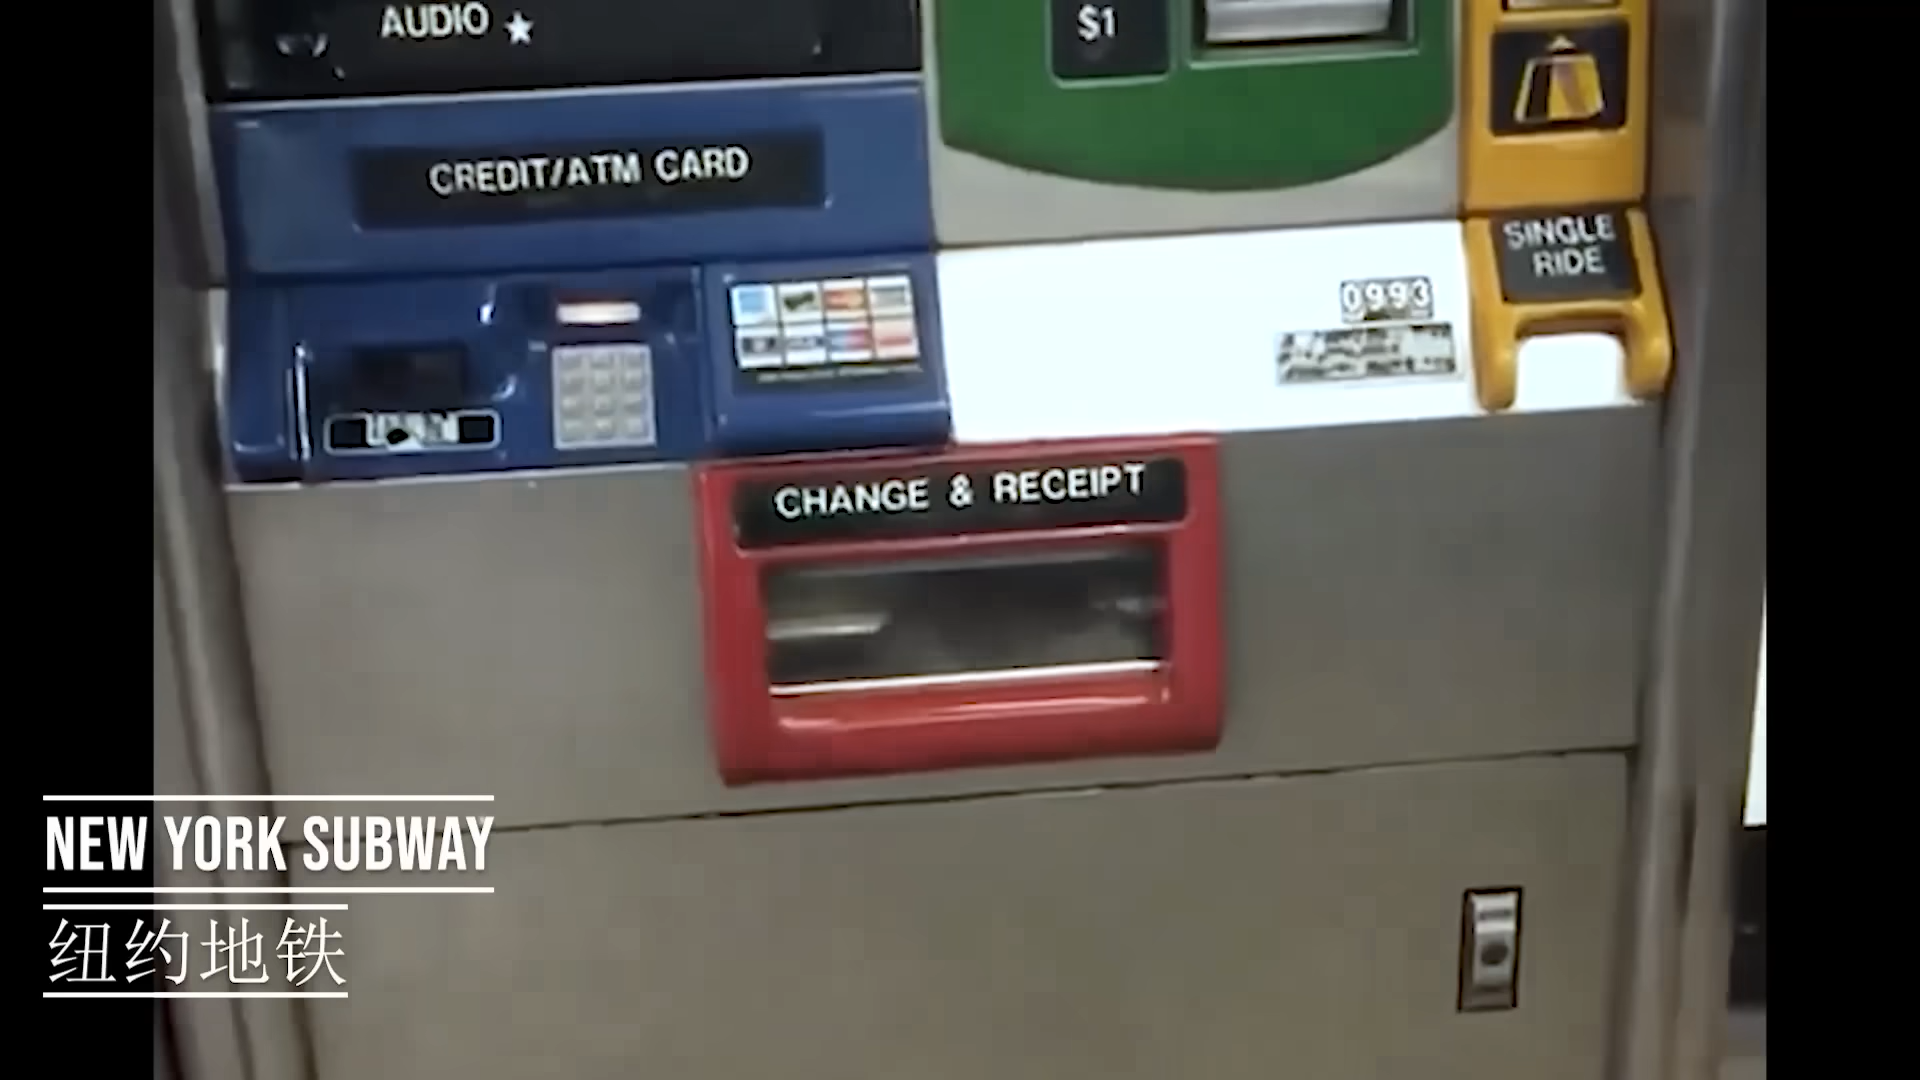 AUDIO ★
$1
CREDIT/ATM CARD
SINGLE
RIDE
0993
CHANGE & RECEIPT
NEW YORK SUBWAY
纽约地铁